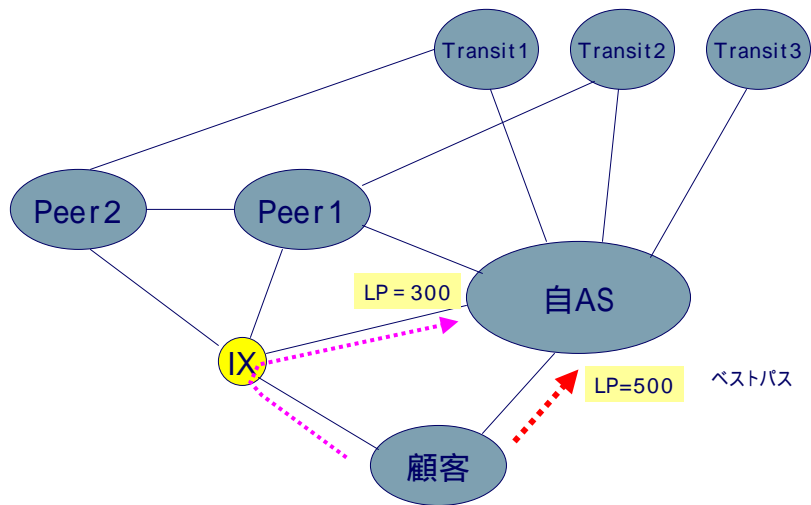 Transit1
Transit2
Transit3
Peer2
Peer1
LP=300
自AS
IX
LP=500
ベストパス
顧客